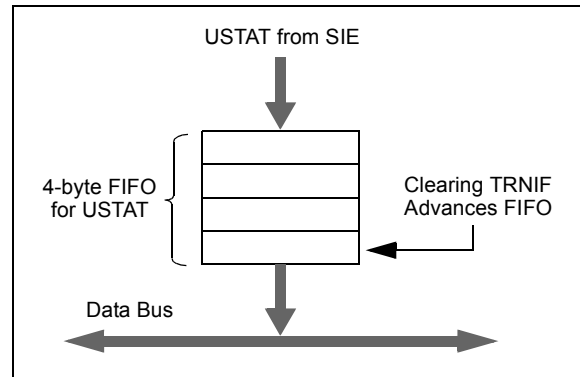 USTAT from SIE
4-byte FIFO
for USTAT
Clearing TRNIF
Advances FIFO
Data Bus